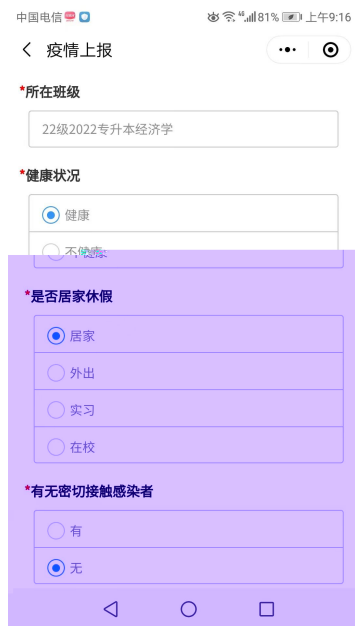 中国电信 81% 上午9:16
疫情上报
*所在班级
22级2022专升本经济学
*健康状况
健康
不健康
*是否居家休假
居家
外出
实习
在校
*有无密切接触感染者
有
无